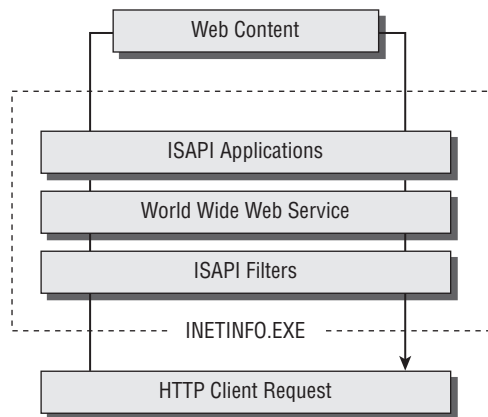 Web Content
ISAPI Applications
World Wide Web Service
ISAPI Filters
INETINFO.EXE
HTTP Client Request